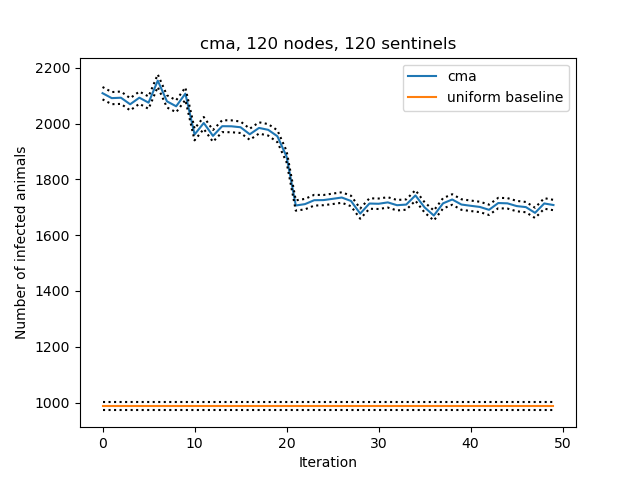 cma, 120 nodes, 120 sentinels
2200
2000
1800
1600
1400
1200
1000
Number of infected animals
cma
uniform baseline
0 10 20 30 40 50
Iteration